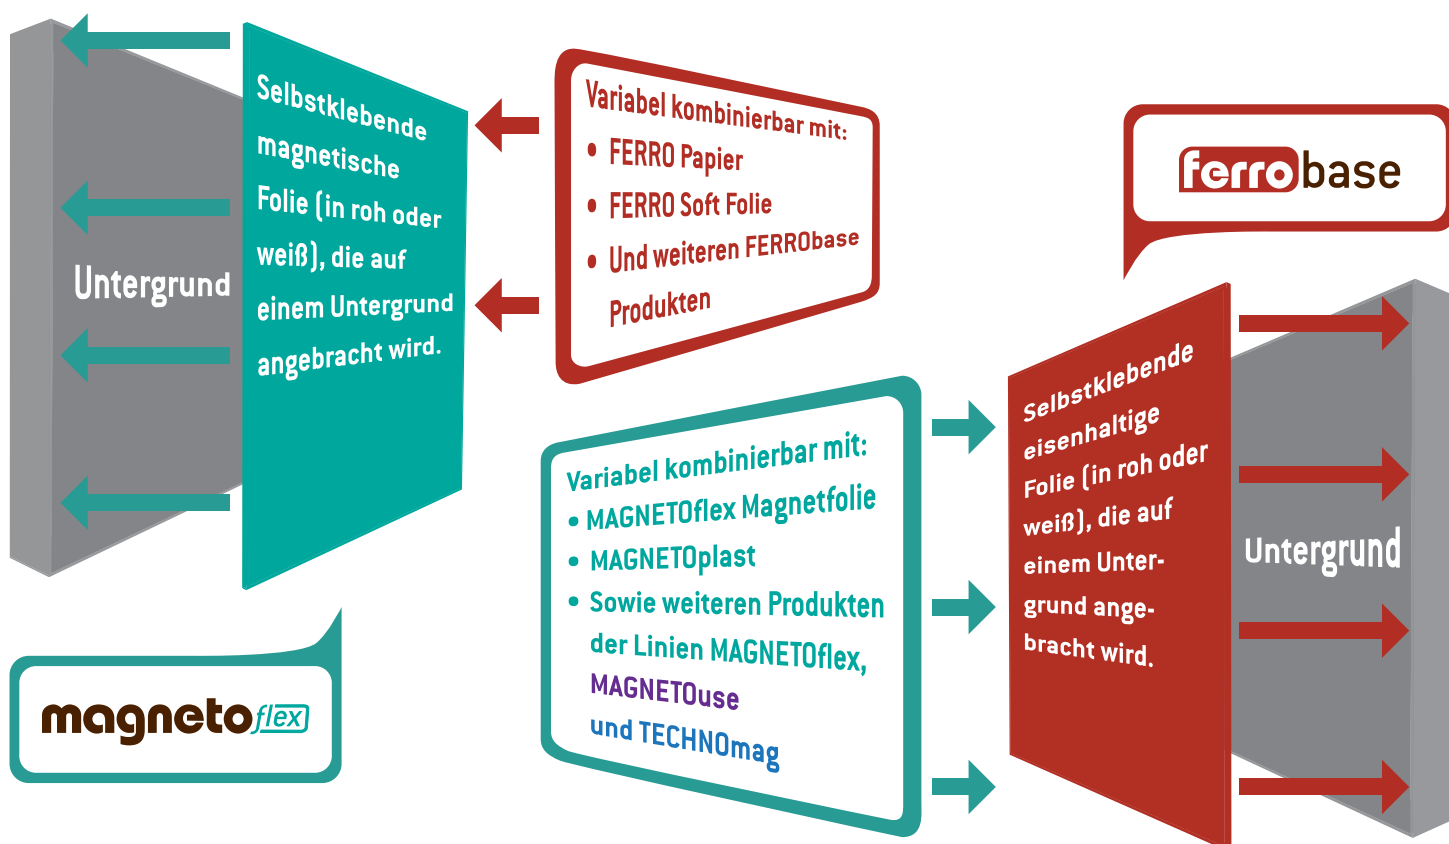 Untergrund
Selbstklebende
magnetische
Folie (in roh oder
weiß), die auf
einem Untergrund
angebracht wird.
Variabel kombinierbar mit:
• FERRO Papier
• FERRO Soft Folie
• Und weiteren FERRObase
Produkten
magnetoflex
ferrobase
Variabel kombinierbar mit:
• MAGNETOflex Magnetfolie
• MAGNETOplast
• Sowie weiteren Produkten
der Linien MAGNETOflex,
MAGNETOuse
und TECHNOmag
Selbstklebende
eisenhaltige
Folie (in roh oder
weiß), die auf
einem Unter-
grund ange-
bracht wird.
Untergrund